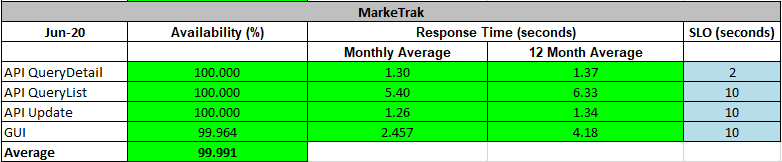 MarkeTrak
Jun-20 Availability (%) Response Time (seconds) SLO (seconds)
Monthly Average 12 Month Average
API QueryDetail 100.000 1.30 1.37 2
API QueryList 100.000 5.40 6.33 10
API Update 100.000 1.26 1.34 10
GUI 99.964 2.457 4.18 10
Average 99.991